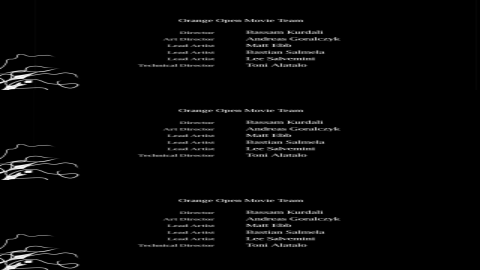 Orange Open Movie Team
Director Bassam Kurdali
Art Director Andreas Goralczyk
Lead Artist Matt Ebb
Lead Artist Bastian Salmela
Lead Artist Lee Salvemini
Technical Director Toni Alatalo
Orange Open Movie Team
Director Bassam Kurdali
Art Director Andreas Goralczyk
Lead Artist Matt Ebb
Lead Artist Bastian Salmela
Lead Artist Lee Salvemini
Technical Director Toni Alatalo
Orange Open Movie Team
Director Bassam Kurdali
Art Director Andreas Goralczyk
Lead Artist Matt Ebb
Lead Artist Bastian Salmela
Lead Artist Lee Salvemini
Technical Director Toni Alatalo